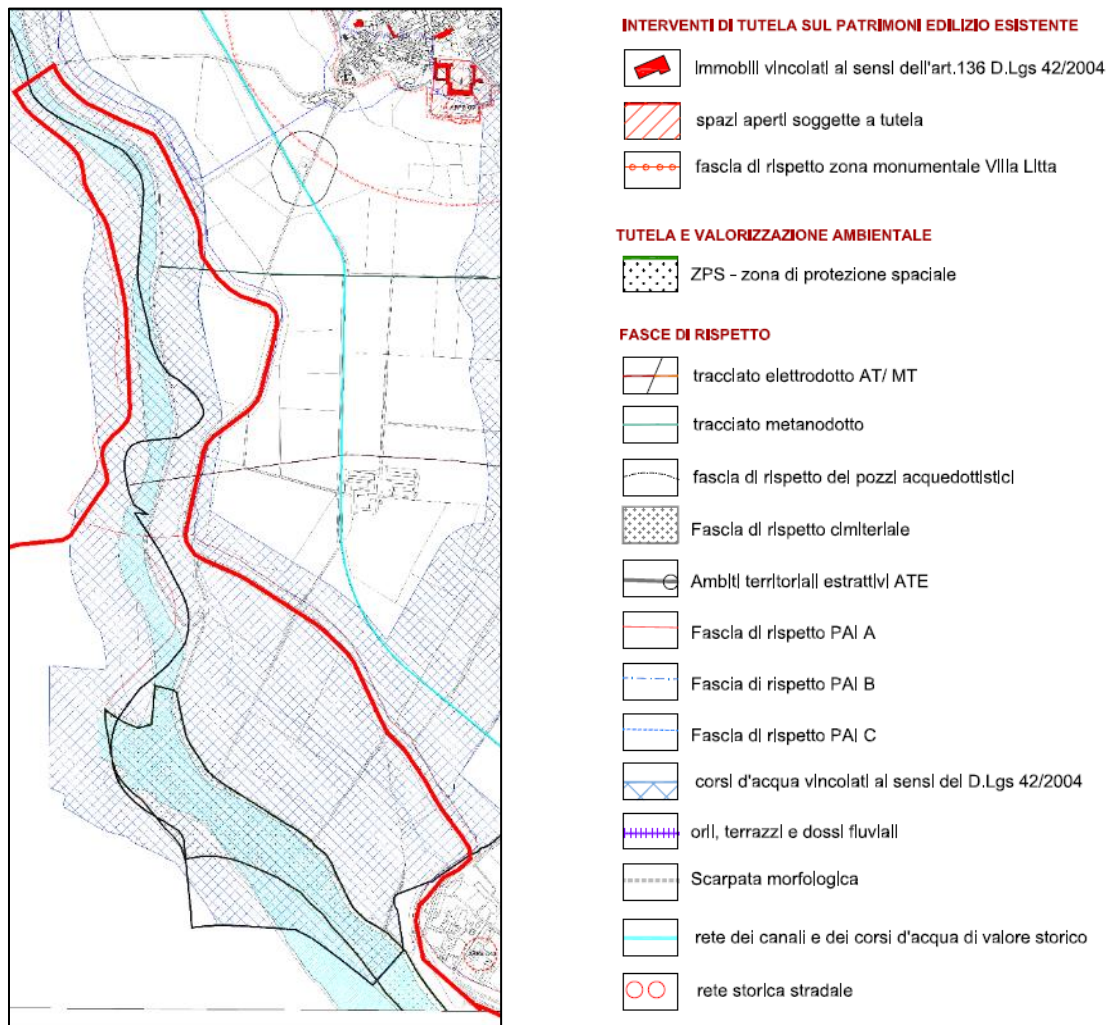 INTERVENTI DI TUTELA SUL PATRIMONI EDILIZIO ESISTENTE
immobili vincolati ai sensi dell'art.136 D.Lgs 42/2004
spazi aperti soggette a tutela
fascia di rispetto zona monumentale Villa Litta
TUTELA E VALORIZZAZIONE AMBIENTALE
ZPS - zona di protezione spaciale
FASCE DI RISPETTO
tracciato elettrodotto AT/ MT
tracciato metanodotto
fascia di rispetto dei pozzi acquedottistici
Fascia di rispetto cimiteriale
Ambiti territoriali estrattivi ATE
Fascia di rispetto PAI A
Fascia di rispetto PAI B
Fascia di rispetto PAI C
corsi d'acqua vincolati ai sensi del D.Lgs 42/2004
orli, terrazzi e dossi fluviali
Scarpata morfologica
rete dei canali e dei corsi d'acqua di valore storico
rete storica stradale